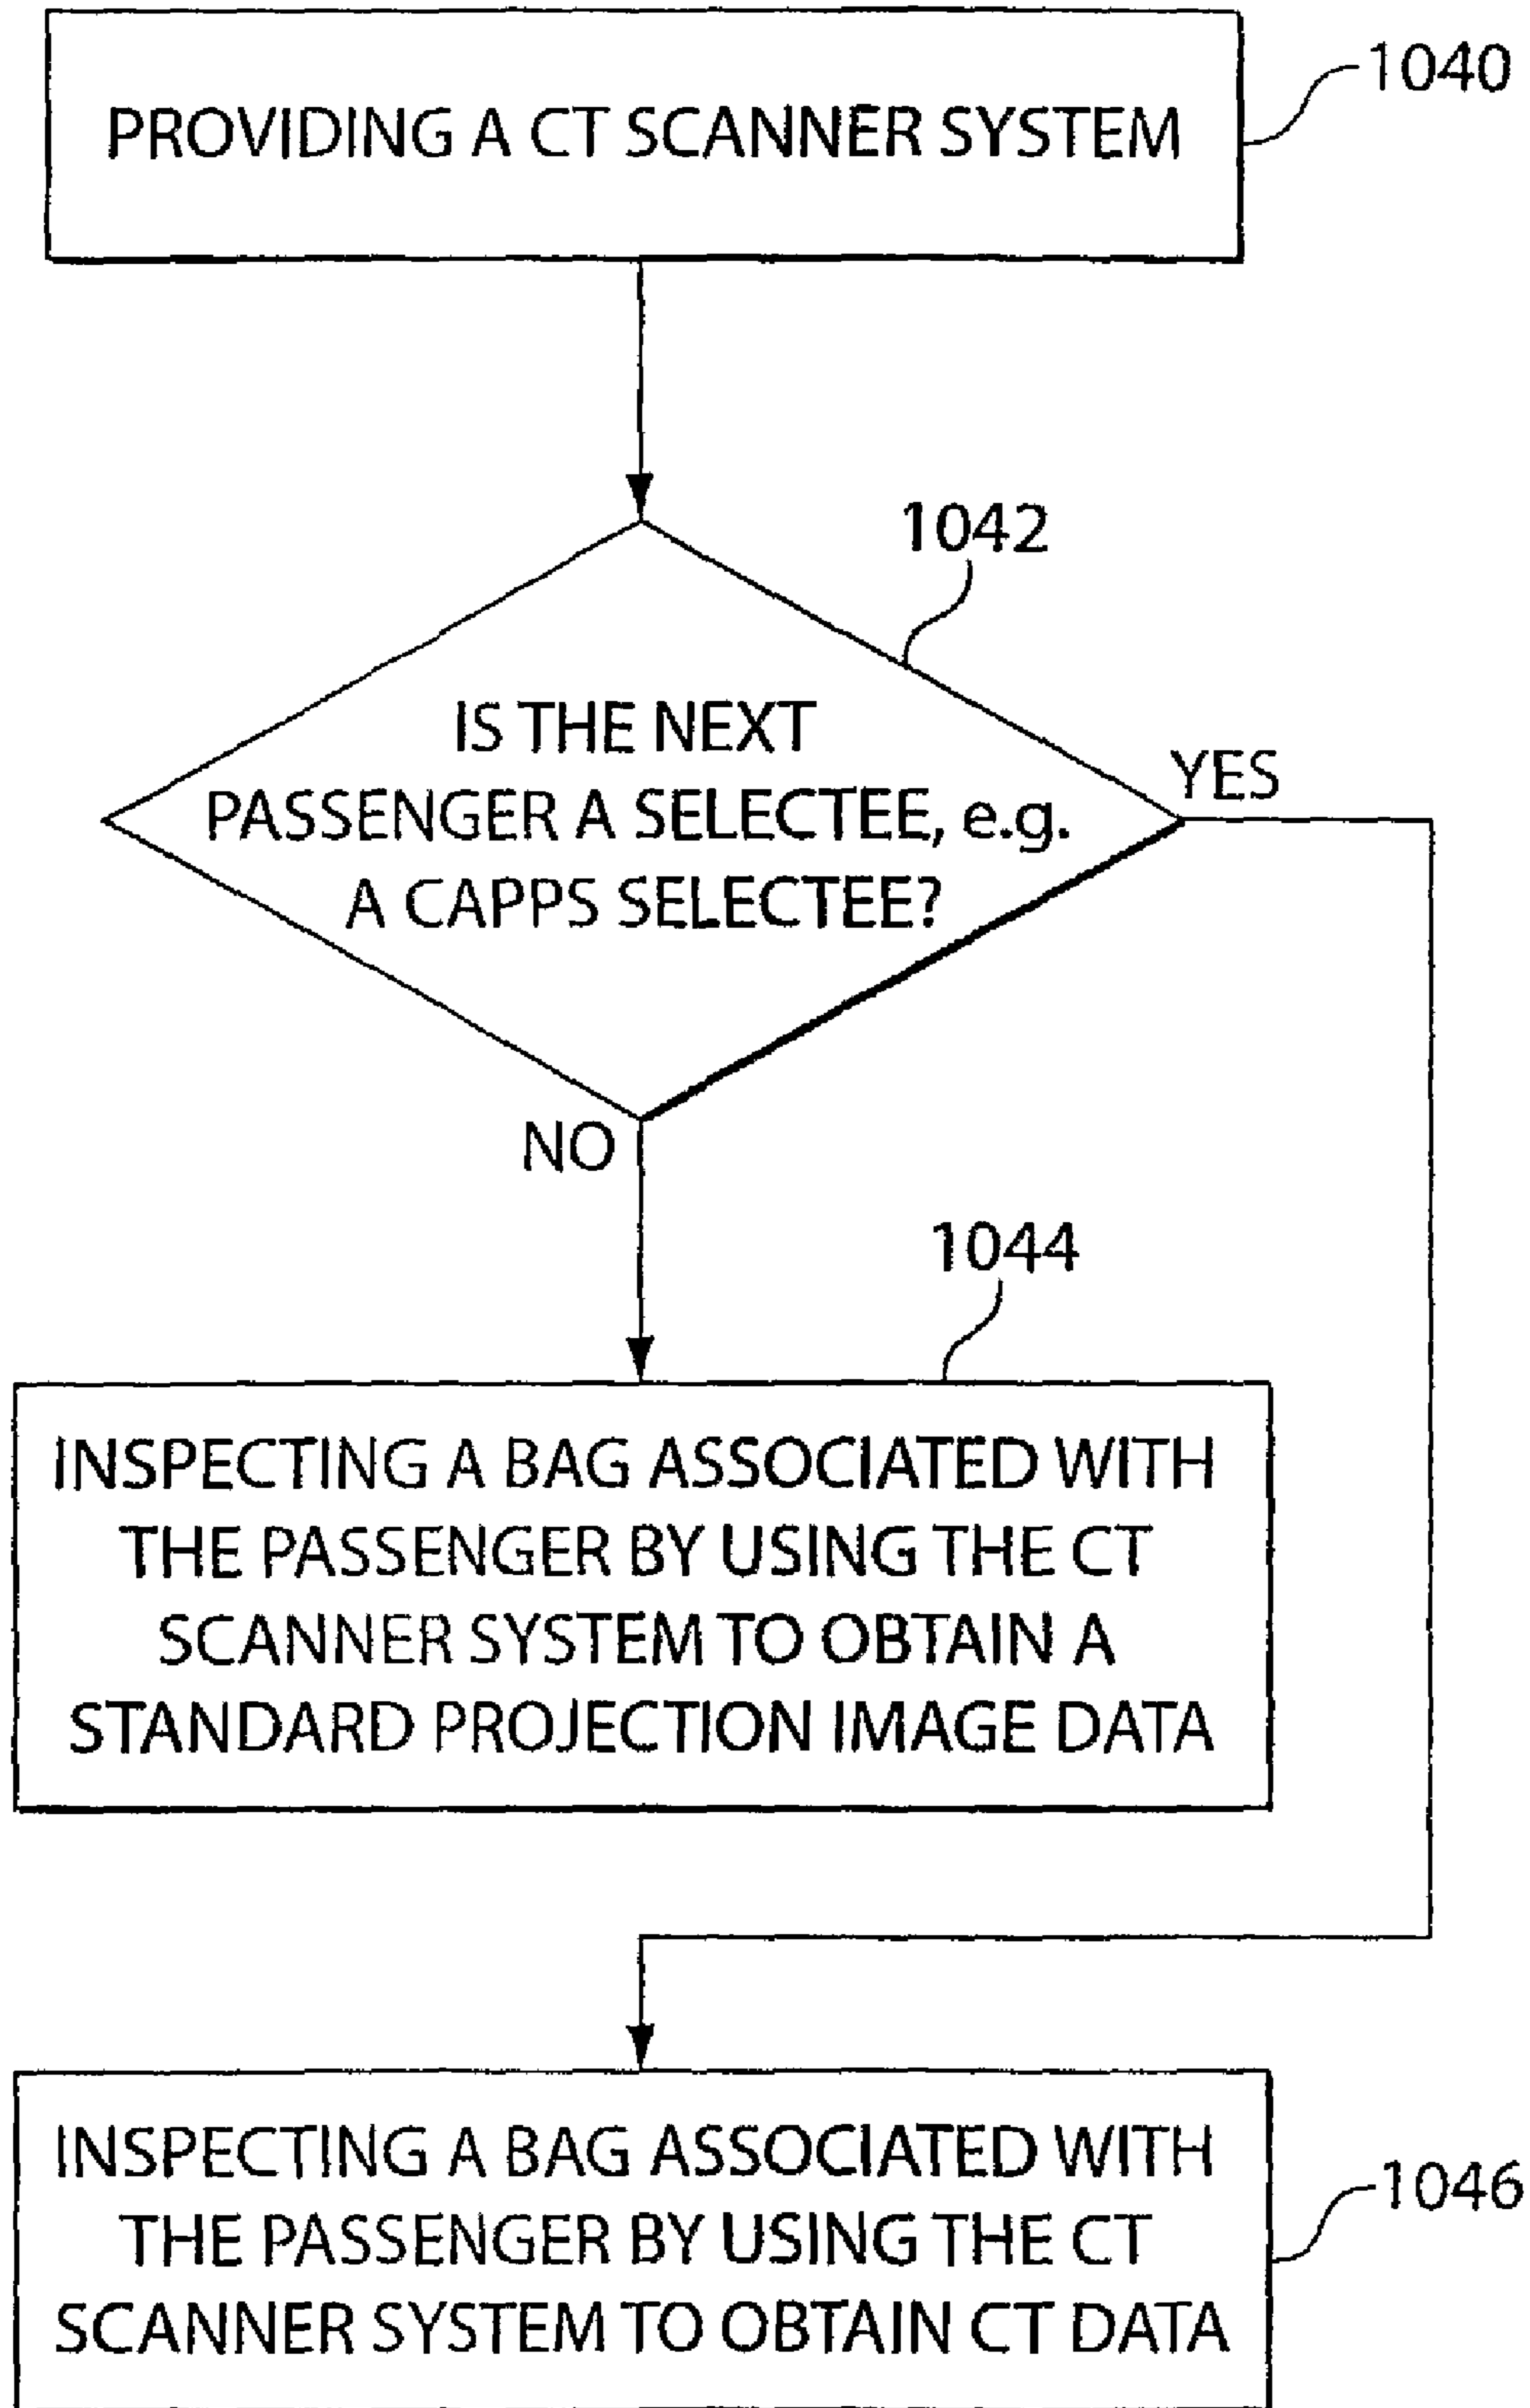 PROVIDING A CT SCANNER SYSTEM
1040
1042
IS THE NEXT
PASSENGER A SELECTEE, e.g.
A CAPPS SELECTEE?
YES
NO
1044
INSPECTING A BAG ASSOCIATED WITH
THE PASSENGER BY USING THE CT
SCANNER SYSTEM TO OBTAIN A
STANDARD PROJECTION IMAGE DATA
INSPECTING A BAG ASSOCIATED WITH
THE PASSENGER BY USING THE CT
SCANNER SYSTEM TO OBTAIN CT DATA
1046